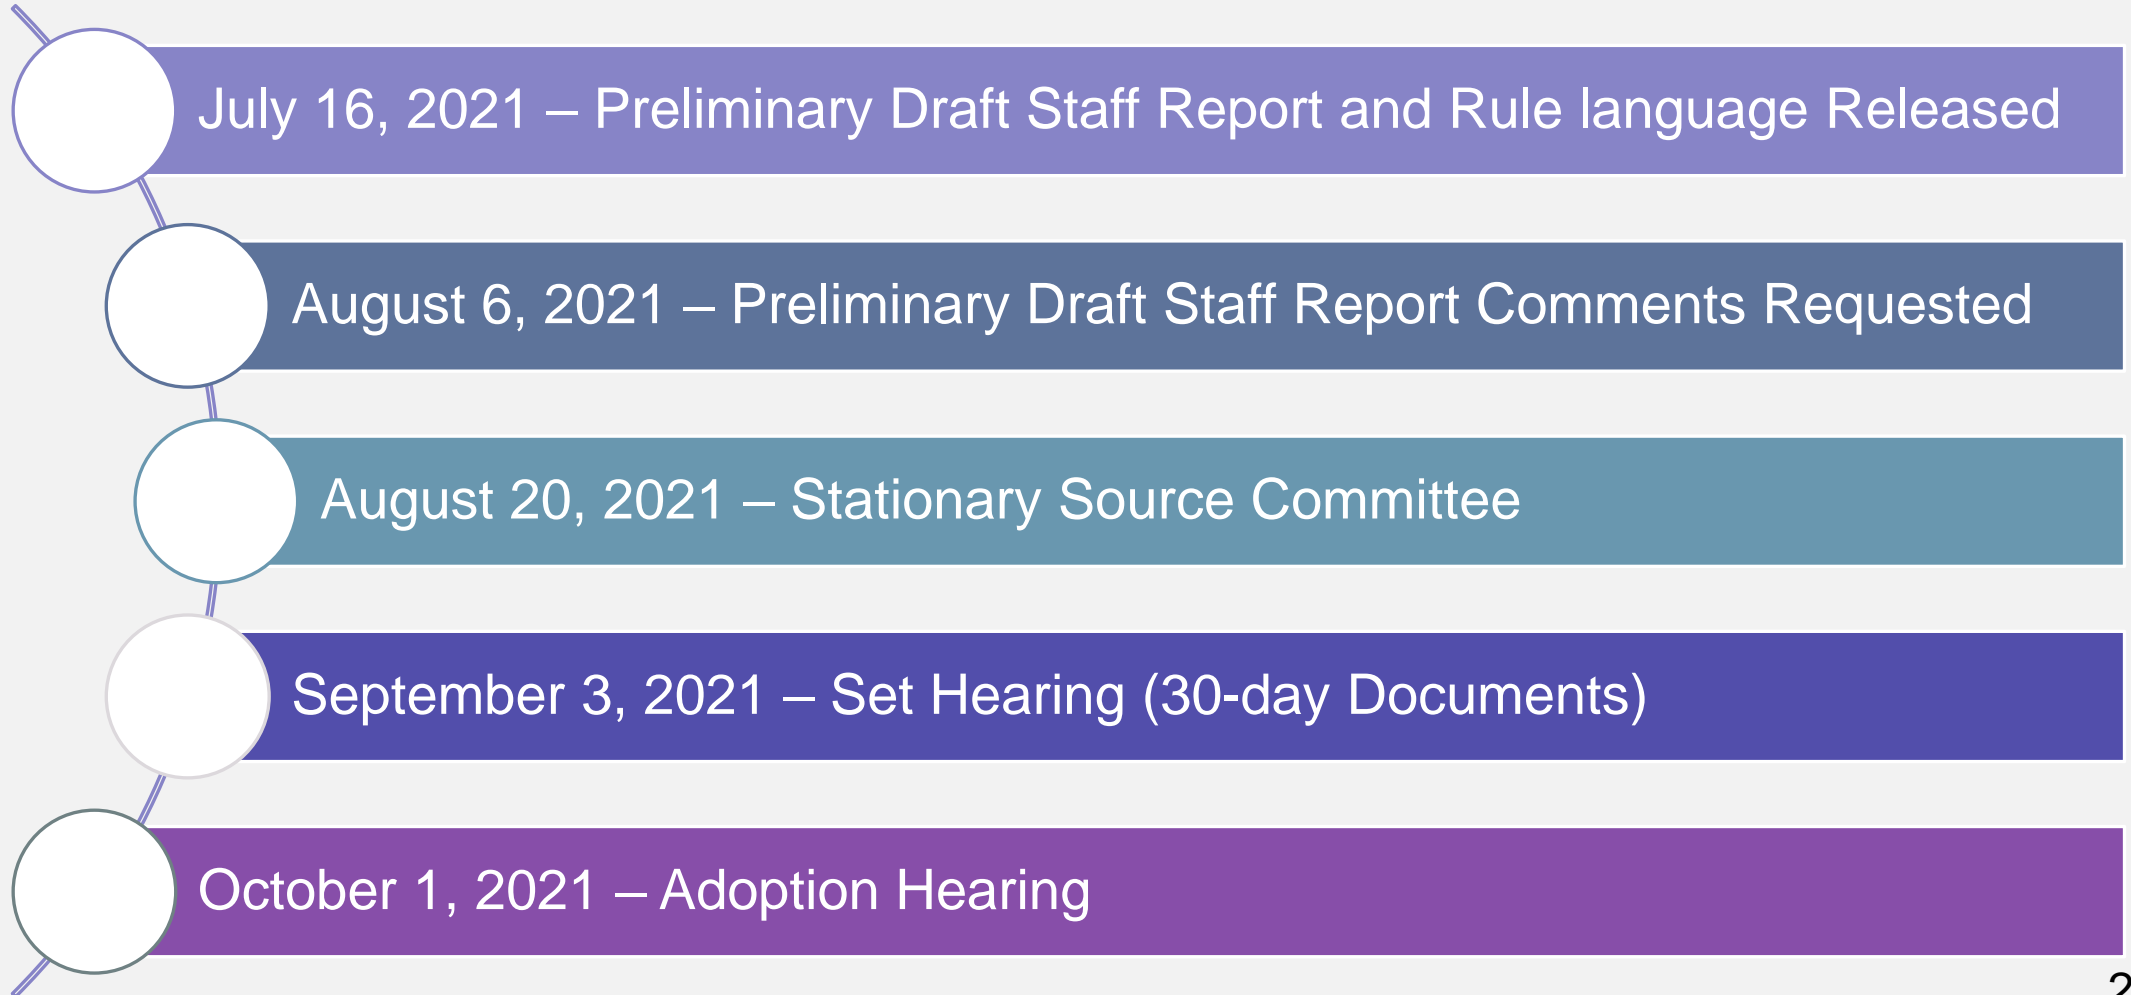 July 16, 2021 – Preliminary Draft Staff Report and Rule language Released
August 6, 2021 – Preliminary Draft Staff Report Comments Requested
August 20, 2021 – Stationary Source Committee
September 3, 2021 – Set Hearing (30-day Documents)
October 1, 2021 – Adoption Hearing